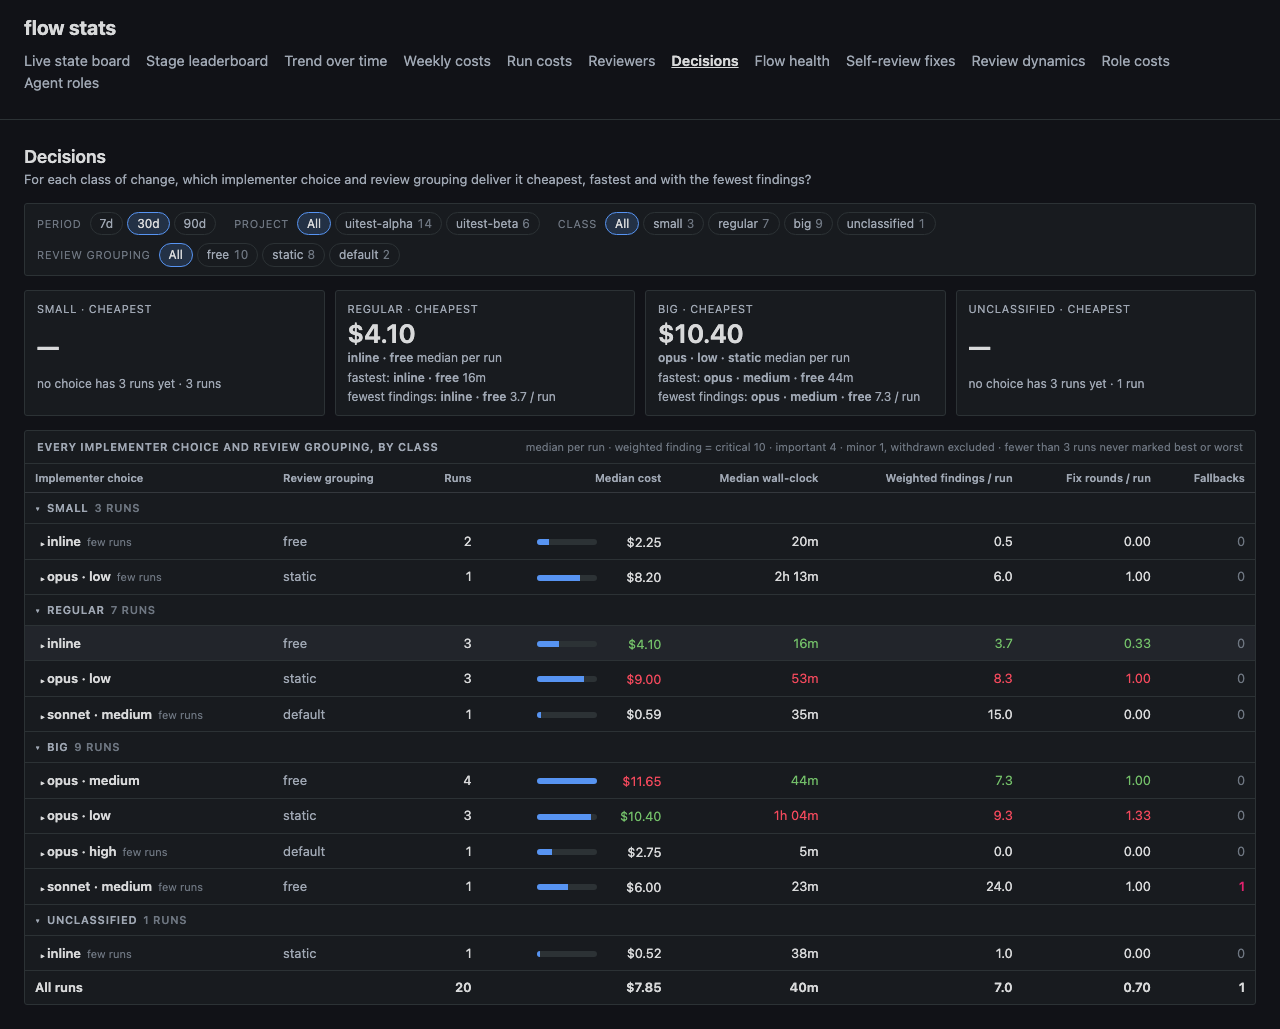 flow stats
Live state board Stage leaderboard Trend over time Weekly costs Run costs Reviewers Decisions Flow health Self-review fixes Review dynamics Role costs
Agent roles
Decisions
For each class of change, which implementer choice and review grouping deliver it cheapest, fastest and with the fewest findings?
PERIOD 7d 30d 90d PROJECT All uitest-alpha 14 uitest-beta 6 CLASS All small 3 regular 7 big 9 unclassified 1
REVIEW GROUPING All free 10 static 8 default 2
SMALL · CHEAPEST
—
no choice has 3 runs yet · 3 runs
REGULAR · CHEAPEST
$4.10
inline · free median per run
fastest: inline · free 16m
fewest findings: inline · free 3.7 / run
BIG · CHEAPEST
$10.40
opus · low · static median per run
fastest: opus · medium · free 44m
fewest findings: opus · medium · free 7.3 / run
UNCLASSIFIED · CHEAPEST
—
no choice has 3 runs yet · 1 run
EVERY IMPLEMENTER CHOICE AND REVIEW GROUPING, BY CLASS median per run · weighted finding = critical 10 · important 4 · minor 1, withdrawn excluded · fewer than 3 runs never marked best or worst
Implementer choice Review grouping Runs Median cost Median wall-clock Weighted findings / run Fix rounds / run Fallbacks
▾ SMALL 3 RUNS
▸ inline few runs free 2 $2.25 20m 0.5 0.00 0
▸ opus · low few runs static 1 $8.20 2h 13m 6.0 1.00 0
▾ REGULAR 7 RUNS
▸ inline free 3 $4.10 16m 3.7 0.33 0
▸ opus · low static 3 $9.00 53m 8.3 1.00 0
▸ sonnet · medium few runs default 1 $0.59 35m 15.0 0.00 0
▾ BIG 9 RUNS
▸ opus · medium free 4 $11.65 44m 7.3 1.00 0
▸ opus · low static 3 $10.40 1h 04m 9.3 1.33 0
▸ opus · high few runs default 1 $2.75 5m 0.0 0.00 0
▸ sonnet · medium few runs free 1 $6.00 23m 24.0 1.00 1
▾ UNCLASSIFIED 1 RUNS
▸ inline few runs static 1 $0.52 38m 1.0 0.00 0
All runs 20 $7.85 40m 7.0 0.70 1